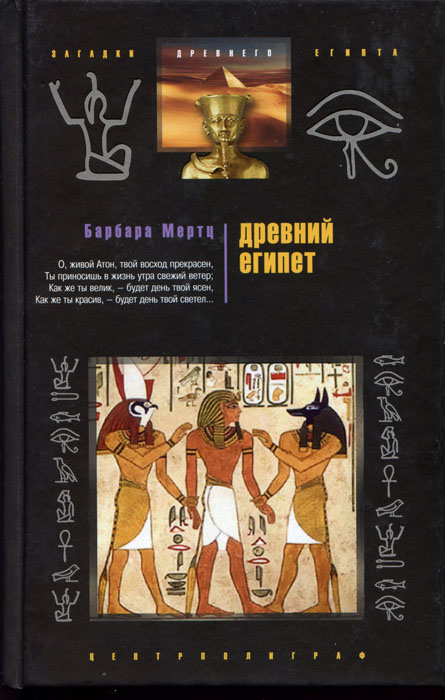 ЗАГАДКИ ДРЕВНЕГО ЕГИПТА
Барбара Мертц
ДРЕВНИЙ
ЕГИПЕТ
О, живой Атон, твой восход прекрасен,
Ты приносишь в жизнь утра свежий ветер;
Как же ты велик, – будет день твой ясен,
Как же ты красив, – будет день твой светел...
ЦЕНТРПОЛИГРАФ